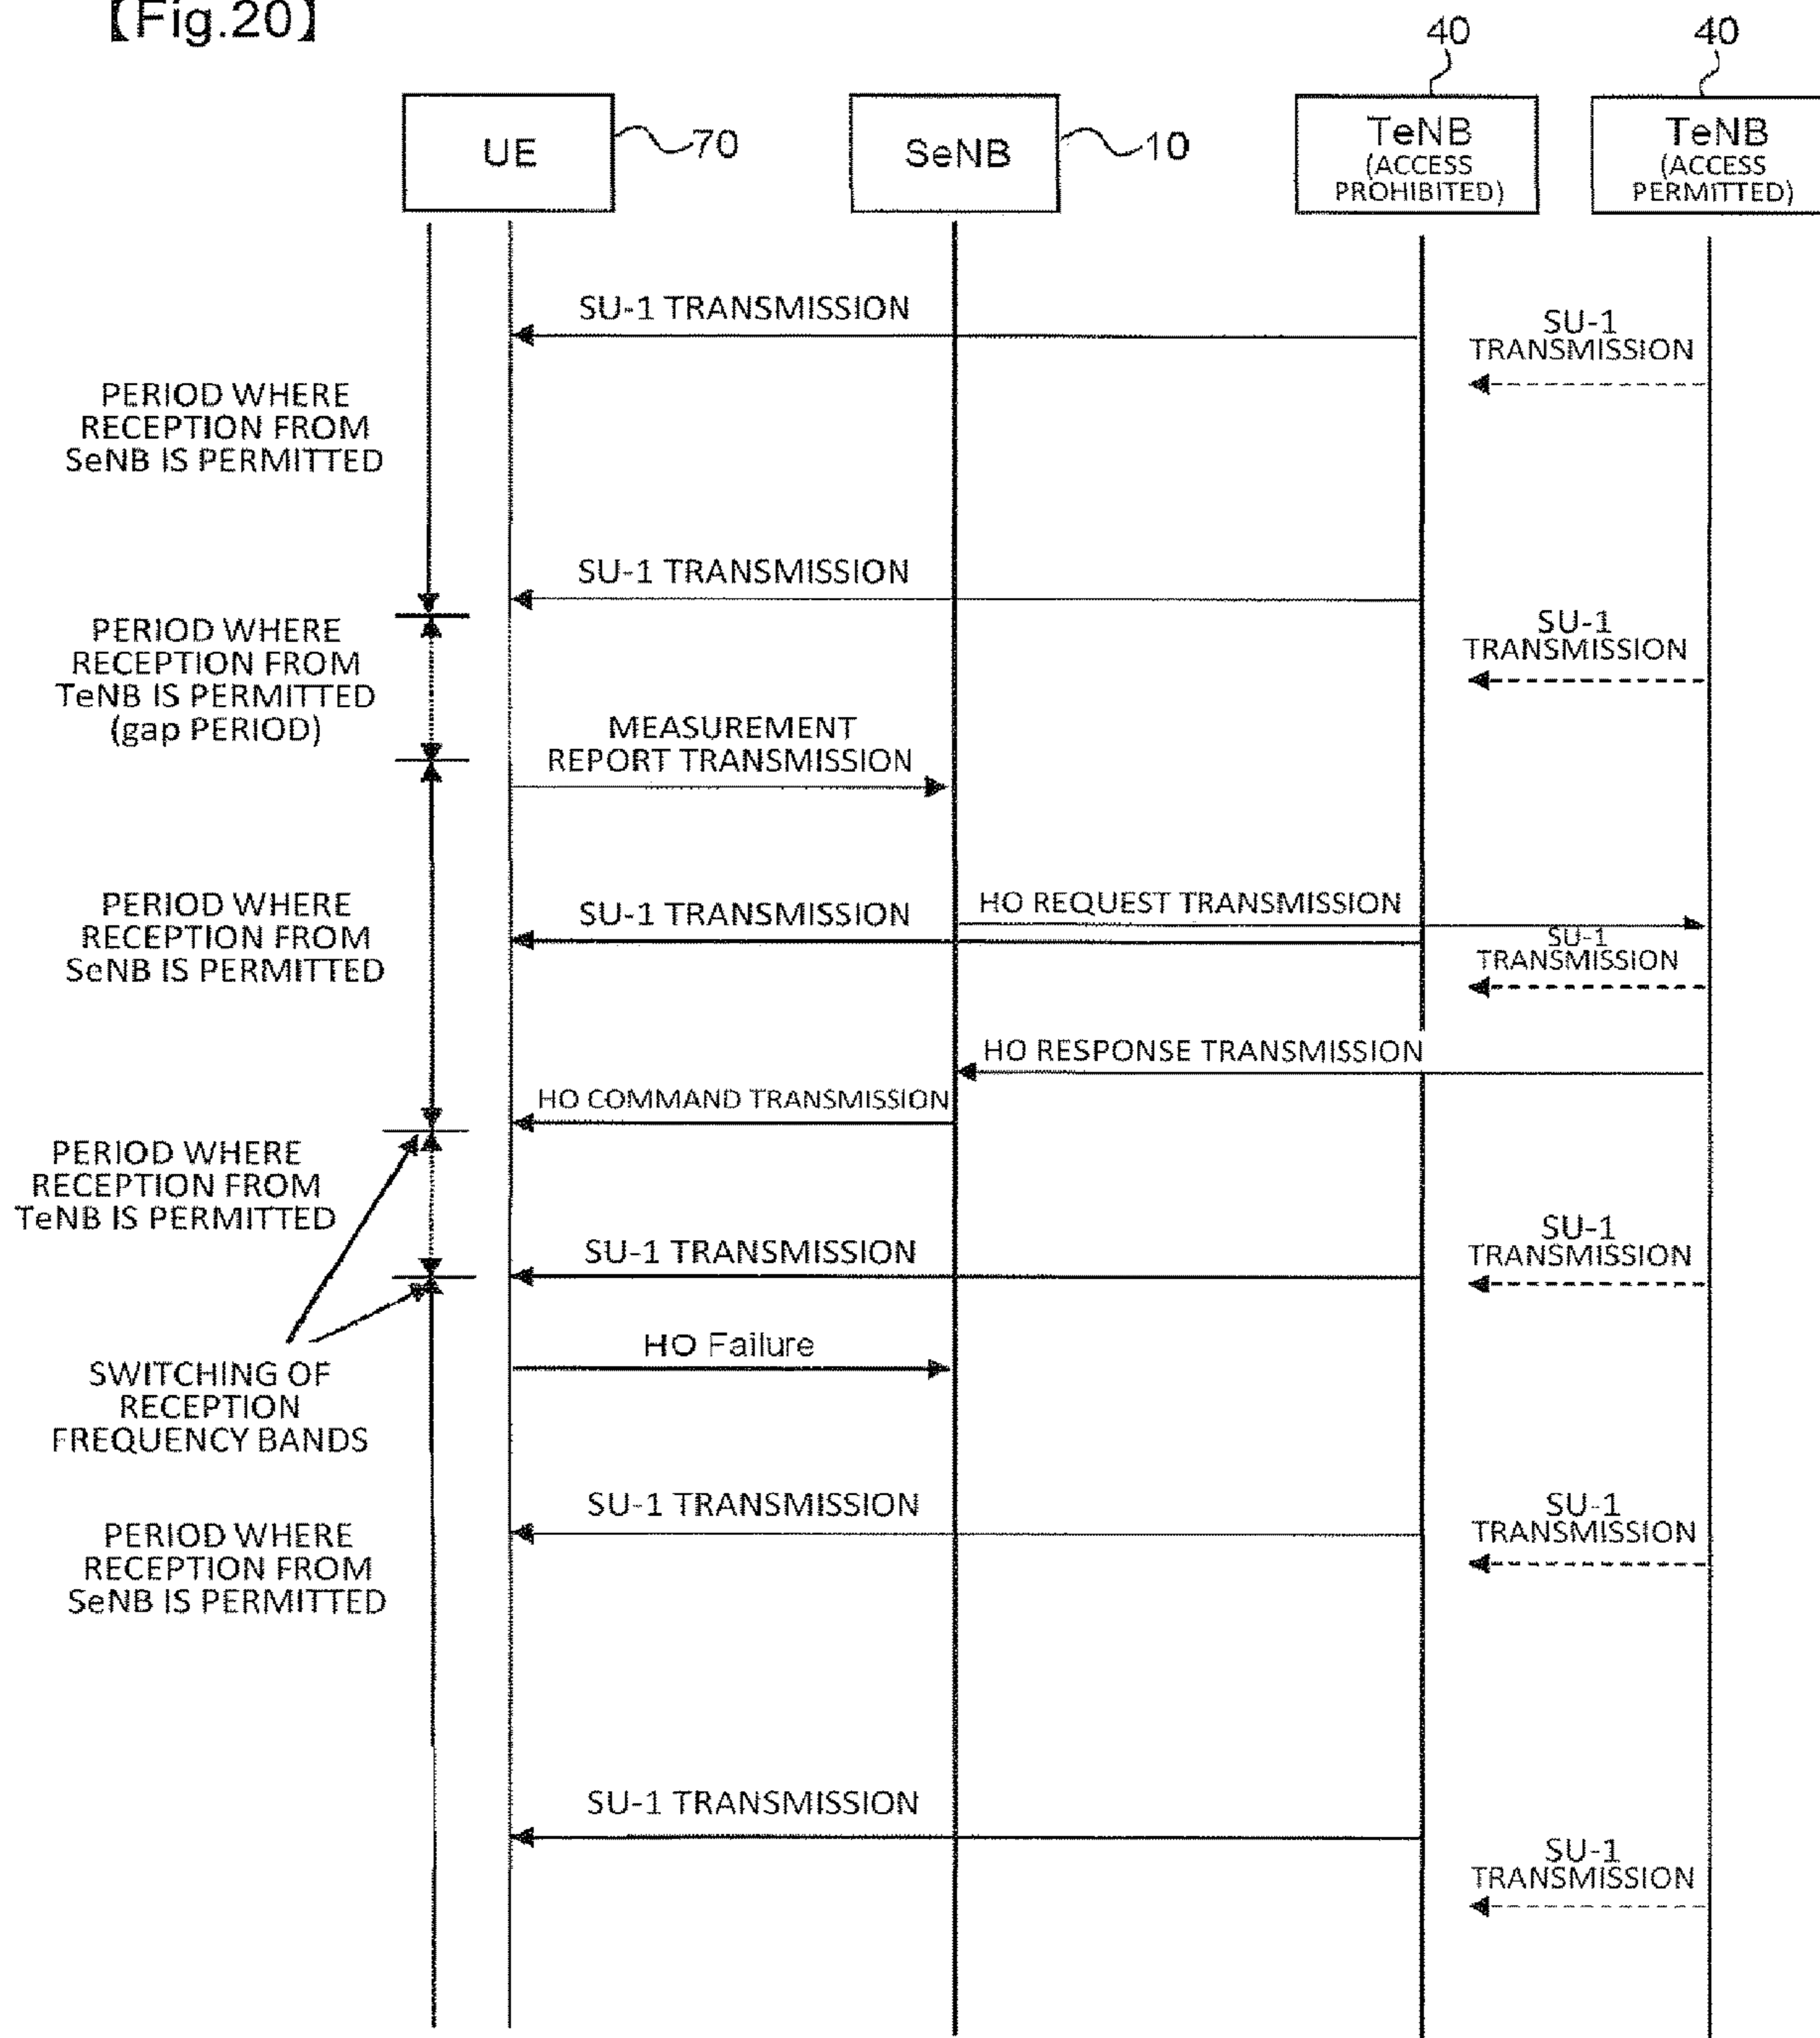 【Fig.20】
40
40
UE
70
SeNB
10
TeNB
(ACCESS
PROHIBITED)
TeNB
(ACCESS
PERMITTED)
SU-1 TRANSMISSION
SU-1
TRANSMISSION
PERIOD WHERE
RECEPTION FROM
SeNB IS PERMITTED
SU-1 TRANSMISSION
SU-1
TRANSMISSION
PERIOD WHERE
RECEPTION FROM
TeNB IS PERMITTED
(gap PERIOD)
MEASUREMENT
REPORT TRANSMISSION
PERIOD WHERE
RECEPTION FROM
SeNB IS PERMITTED
SU-1 TRANSMISSION
HO REQUEST TRANSMISSION
SU-1
TRANSMISSION
HO RESPONSE TRANSMISSION
HO COMMAND TRANSMISSION
PERIOD WHERE
RECEPTION FROM
TeNB IS PERMITTED
SU-1 TRANSMISSION
SU-1
TRANSMISSION
HO Failure
SWITCHING OF
RECEPTION
FREQUENCY BANDS
SU-1 TRANSMISSION
SU-1
TRANSMISSION
PERIOD WHERE
RECEPTION FROM
SeNB IS PERMITTED
SU-1 TRANSMISSION
SU-1
TRANSMISSION